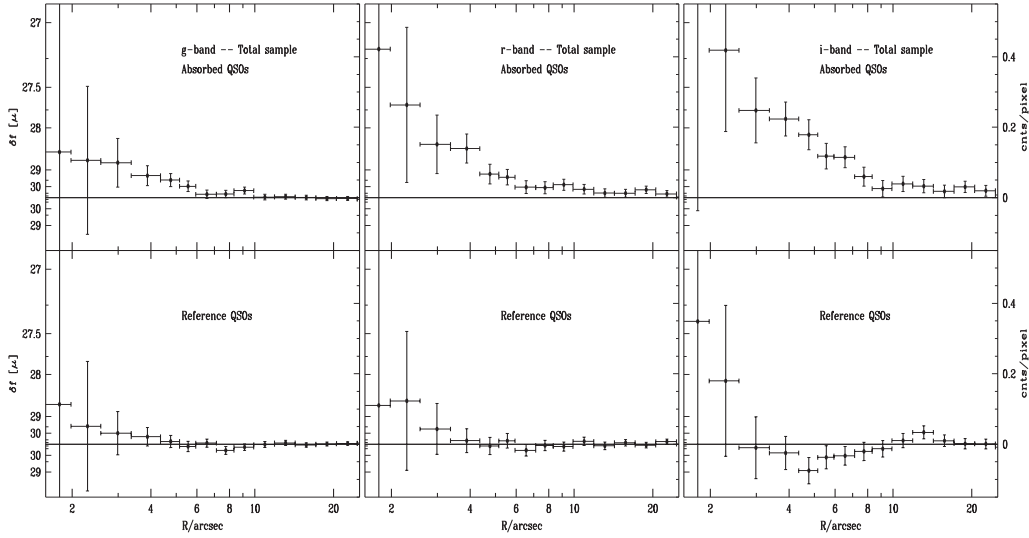 g-band -- Total sample
Absorbed QSOs
r-band -- Total sample
Absorbed QSOs
i-band -- Total sample
Absorbed QSOs
27
27.5
28
29
30
30
29
δf [μ]
0.4
0.2
0
cnts/pixel
Reference QSOs
Reference QSOs
Reference QSOs
27
27.5
28
29
30
30
29
δf [μ]
0.4
0.2
0
cnts/pixel
2 4 6 8 10 20
2 4 6 8 10 20
2 4 6 8 10 20
R/arcsec
R/arcsec
R/arcsec